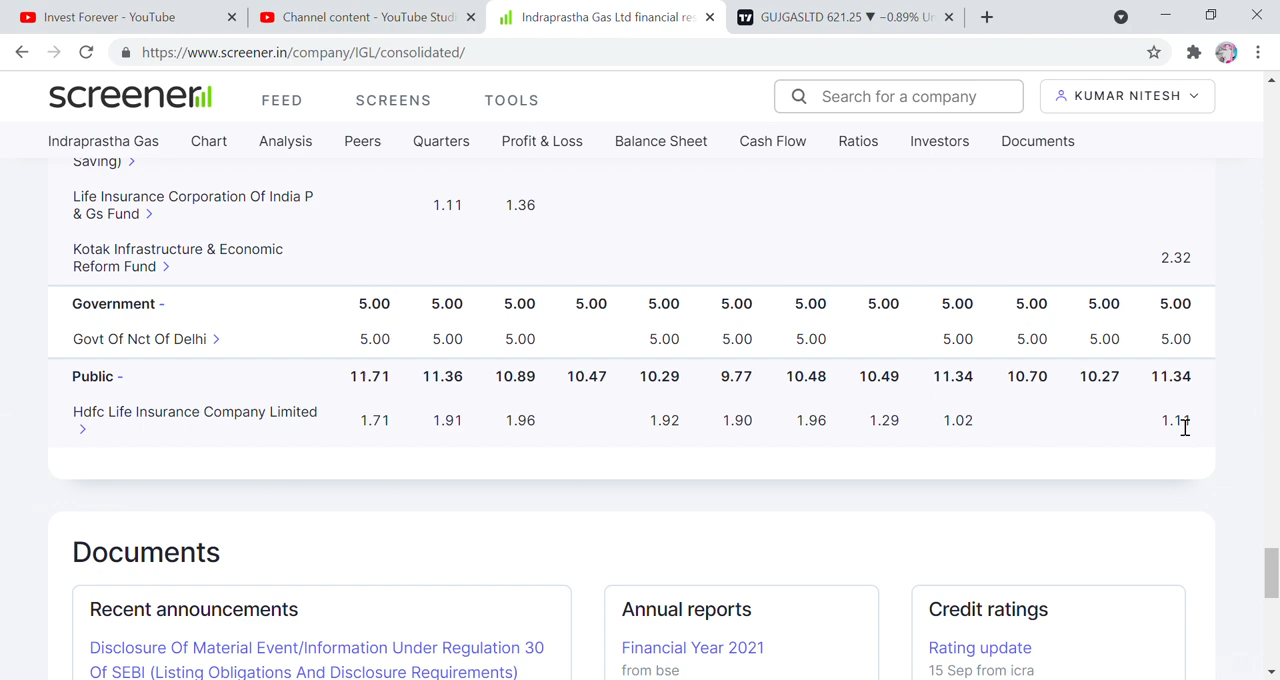 Invest Forever - YouTube
Channel content - YouTube Studi
Indraprastha Gas Ltd financial res
GUJGASLTD 621.25 ▼ −0.89% Un
https://www.screener.in/company/IGL/consolidated/
screener
FEED SCREENS TOOLS
Search for a company
KUMAR NITESH
Indraprastha Gas Chart Analysis Peers Quarters Profit & Loss Balance Sheet Cash Flow Ratios Investors Documents
Saving)
Life Insurance Corporation Of India P
& Gs Fund 1.11 1.36
Kotak Infrastructure & Economic
Reform Fund 2.32
Government - 5.00 5.00 5.00 5.00 5.00 5.00 5.00 5.00 5.00 5.00 5.00 5.00
Govt Of Nct Of Delhi 5.00 5.00 5.00 5.00 5.00 5.00 5.00 5.00 5.00 5.00
Public - 11.71 11.36 10.89 10.47 10.29 9.77 10.48 10.49 11.34 10.70 10.27 11.34
Hdfc Life Insurance Company Limited 1.71 1.91 1.96 1.92 1.90 1.96 1.29 1.02
Documents
Recent announcements
Disclosure Of Material Event/Information Under Regulation 30
Of SEBI (Listing Obligations And Disclosure Requirements)
Annual reports
Financial Year 2021
from bse
Credit ratings
Rating update
15 Sep from icra